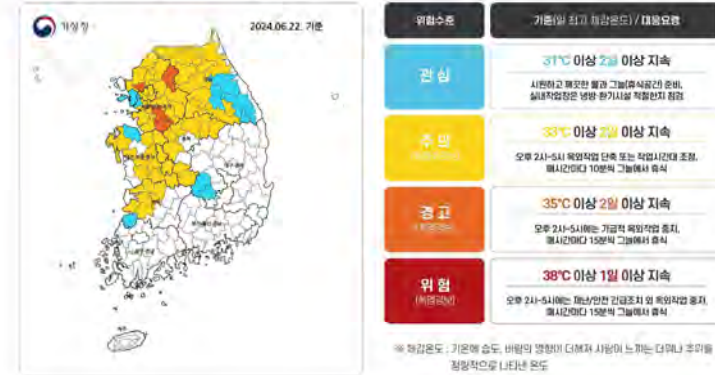 기상청
2024.06.22. 기준
위험수준
기준(일 최고 체감온도) / 대응요령
관심
31℃ 이상 2일 이상 지속
시원하고 깨끗한 물과 그늘(휴식공간) 준비,
실내작업장은 냉방·환기시설 적절한지 점검
주의
33℃ 이상 2일 이상 지속
오후 2시~5시 옥외작업 단축 또는 작업시간대 조정,
매시간마다 10분씩 그늘에서 휴식
경고
35℃ 이상 2일 이상 지속
오후 2시~5시에는 가급적 옥외작업 중지,
매시간마다 15분씩 그늘에서 휴식
위험
(폭염경보)
38℃ 이상 1일 이상 지속
오후 2시~5시에는 재난/안전 긴급조치 외 옥외작업 중지,
매시간마다 15분씩 그늘에서 휴식
※ 체감온도 : 기온에 습도, 바람의 영향이 더해져 사람이 느끼는 더위나 추위를
정량적으로 나타낸 온도